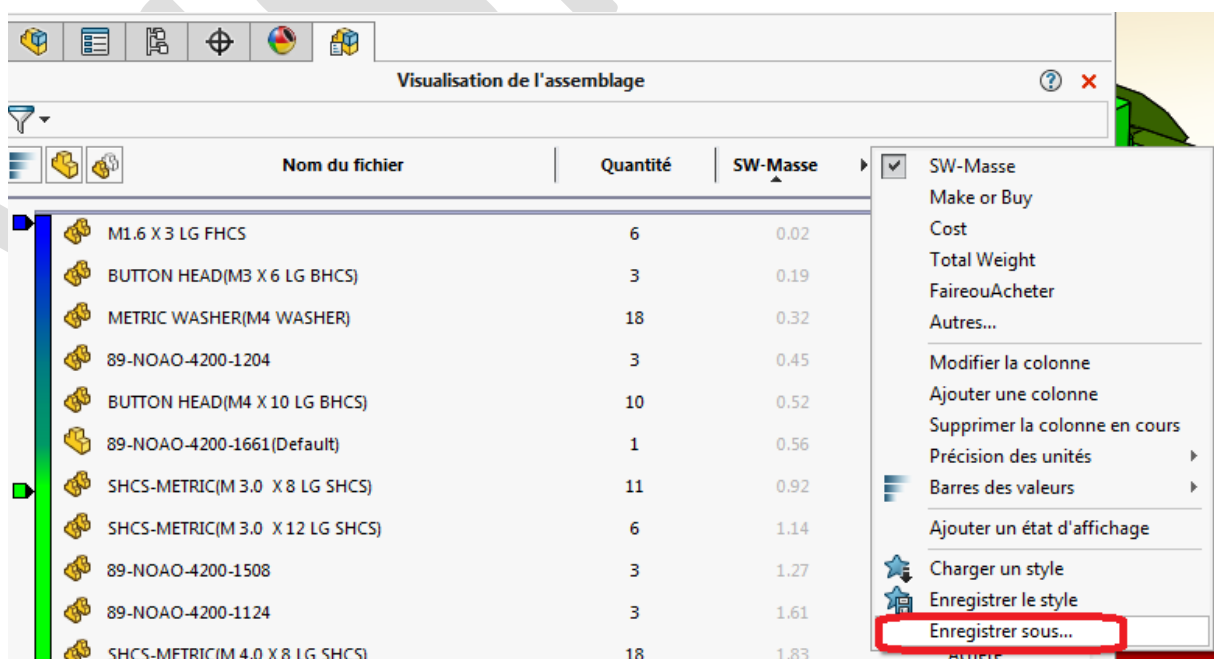 Visualisation de l'assemblage
Nom du fichier Quantité SW-Masse
M1.6 X 3 LG FHCS 6 0.02
BUTTON HEAD(M3 X 6 LG BHCS) 3 0.19
METRIC WASHER(M4 WASHER) 18 0.32
89-NOAO-4200-1204 3 0.45
BUTTON HEAD(M4 X 10 LG BHCS) 10 0.52
89-NOAO-4200-1661(Default) 1 0.56
SHCS-METRIC(M 3.0 X 8 LG SHCS) 11 0.92
SHCS-METRIC(M 3.0 X 12 LG SHCS) 6 1.14
89-NOAO-4200-1508 3 1.27
89-NOAO-4200-1124 3 1.61
SHCS-METRIC(M 4.0 X 8 LG SHCS) 18 1.83
SW-Masse
Make or Buy
Cost
Total Weight
FaireouAcheter
Autres...
Modifier la colonne
Ajouter une colonne
Supprimer la colonne en cours
Précision des unités
Barres des valeurs
Ajouter un état d'affichage
Charger un style
Enregistrer le style
Enregistrer sous...